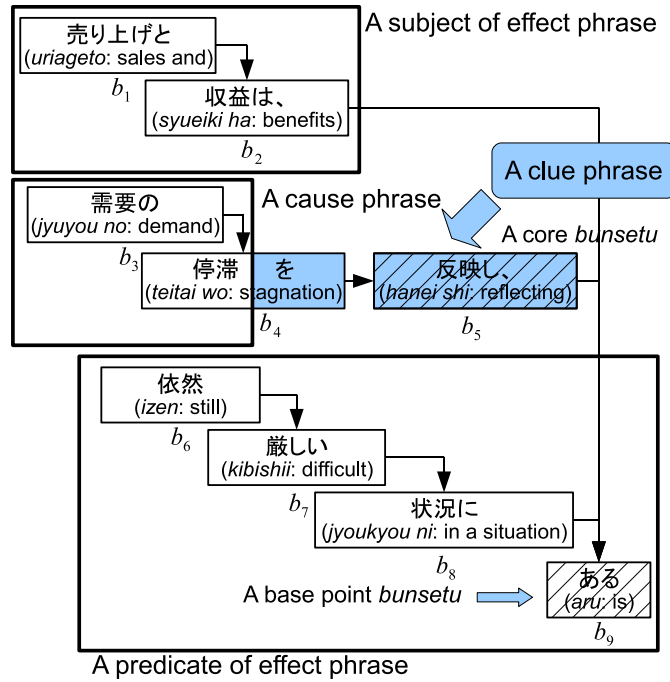 売り上げと
(uriageto: sales and)
b1
A subject of effect phrase
収益は、
(syueiki ha: benefits)
b2
A clue phrase
需要の
(jyuyou no: demand)
b3
A cause phrase
A core bunsetu
停滞 を
(teitai wo: stagnation)
b4
反映し、
(hanei shi: reflecting)
b5
依然
(izen: still)
b6
厳しい
(kibishii: difficult)
b7
状況に
(jyoukyou ni: in a situation)
b8
A base point bunsetu
ある
(aru: is)
b9
A predicate of effect phrase